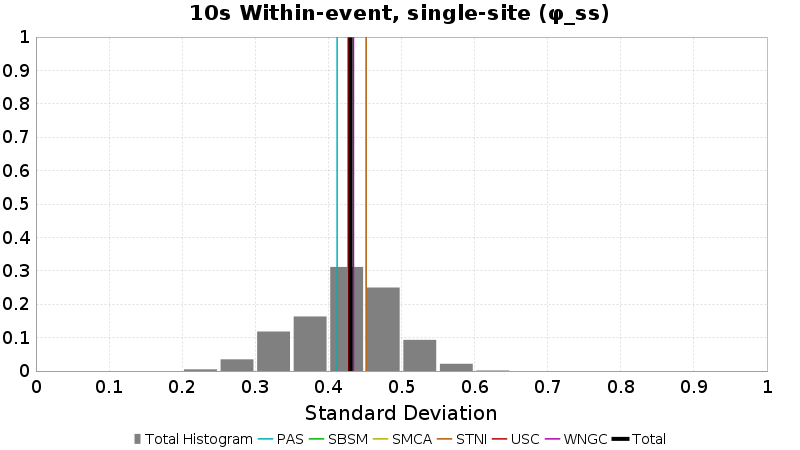 10s Within-event, single-site (φ_ss)
1
0.9
0.8
0.7
0.6
0.5
0.4
0.3
0.2
0.1
0
0 0.1 0.2 0.3 0.4 0.5 0.6 0.7 0.8 0.9 1
Standard Deviation
Total Histogram PAS SBSM SMCA STNI USC WNGC Total